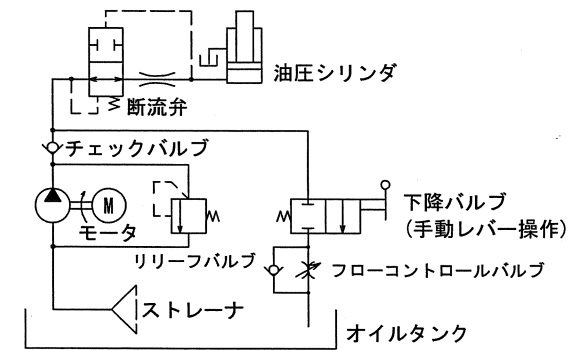 油圧シリンダ
断流弁
チェックバルブ
M
モータ
下降バルブ
(手動レバー操作)
リリーフバルブ
フローコントロールバルブ
ストレーナ
オイルタンク